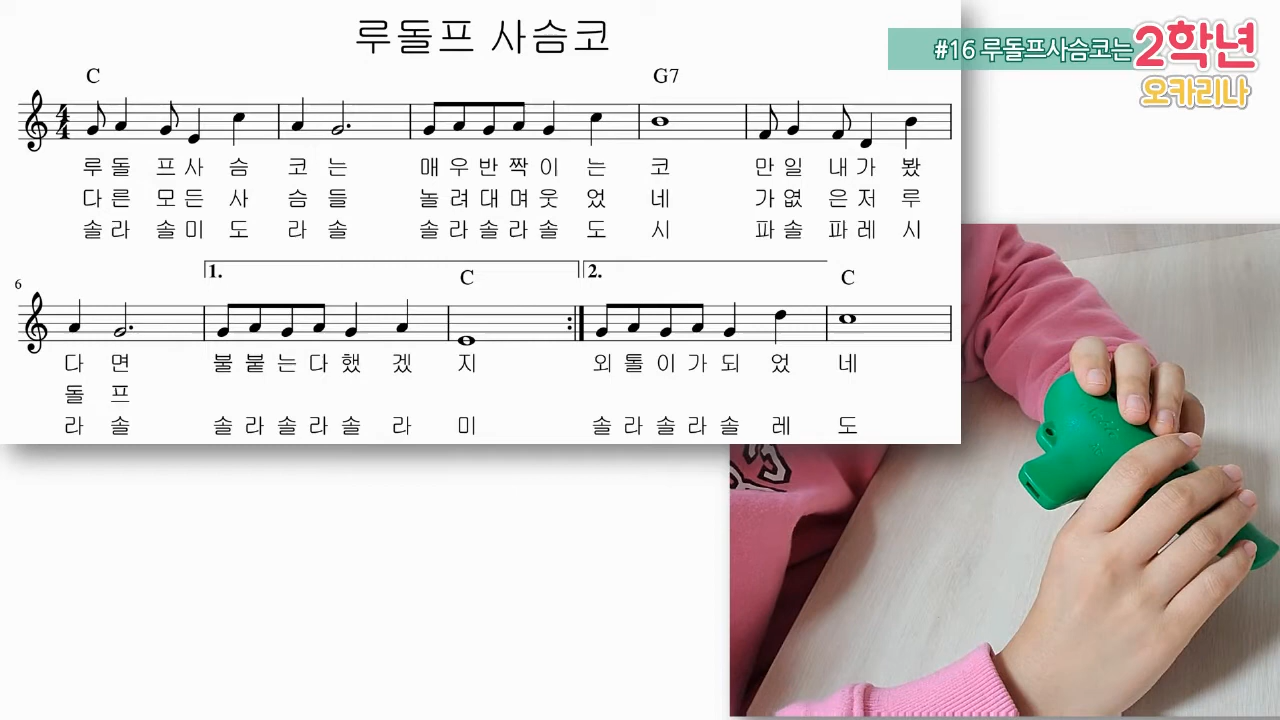 루돌프 사슴코
#16 루돌프사슴코는
2학년
오카리나
C G7
4
4
루 돌 프 사 슴 코 는 매 우 반 짝 이 는 코 만 일 내 가 봤
다 른 모 든 사 슴 들 놀 려 대 며 웃 었 네 가 엾 은 저 루
솔 라 솔 미 도 라 솔 솔 라 솔 라 솔 도 시 파 솔 파 레 시
6
1. C 2. C
다 면 불 붙 는 다 했 겠 지 외 톨 이 가 되 었 네
돌 프
라 솔 솔 라 솔 라 솔 라 미 솔 라 솔 라 솔 레 도